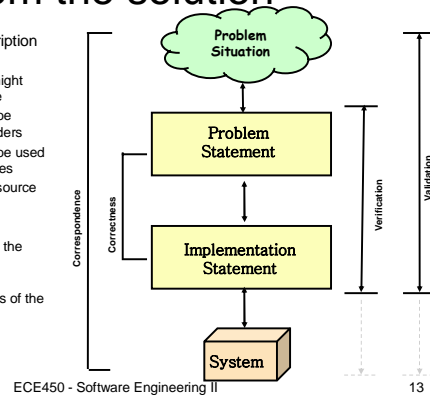 om the solution
ription
ight
e
be
ders
be used
es
source
the
s of the
Problem
Situation
Problem
Statement
Implementation
Statement
System
Correspondence
Correctness
Verification
Validation
ECE450 - Software Engineering II
13